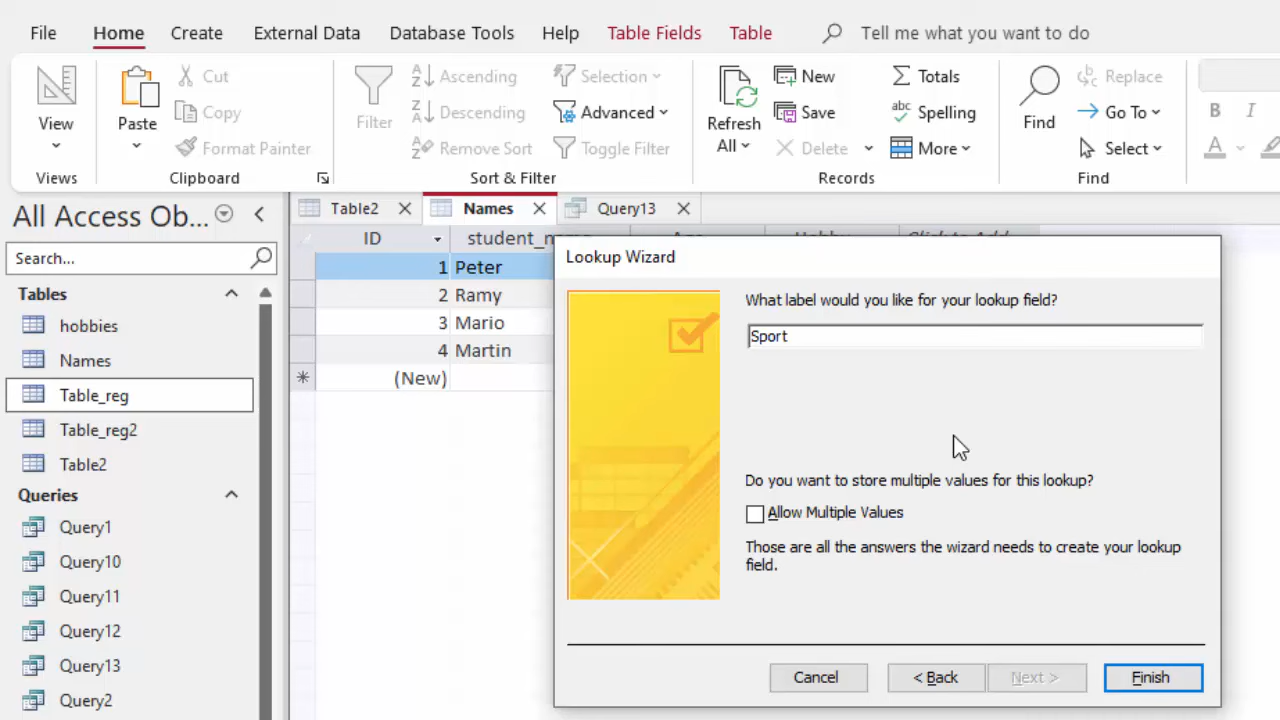 File Home Create External Data Database Tools Help Table Fields Table Tell me what you want to do
View
Views
Paste
Cut
Copy
Format Painter
Clipboard
Filter
Ascending
Descending
Remove Sort
Selection
Advanced
Toggle Filter
Sort & Filter
Refresh
All
New
Save
Delete
Totals
Spelling
More
Records
Find
Replace
Go To
Select
Find
B I
A
All Access Ob...
Search...
Tables
hobbies
Names
Table_reg
Table_reg2
Table2
Queries
Query1
Query10
Query11
Query12
Query13
Query2
Table2 Names Query13
ID
1 Peter
2 Ramy
3 Mario
4 Martin
(New)
Lookup Wizard
What label would you like for your lookup field?
Sport
Do you want to store multiple values for this lookup?
Allow Multiple Values
Those are all the answers the wizard needs to create your lookup
field.
Cancel < Back Next > Finish